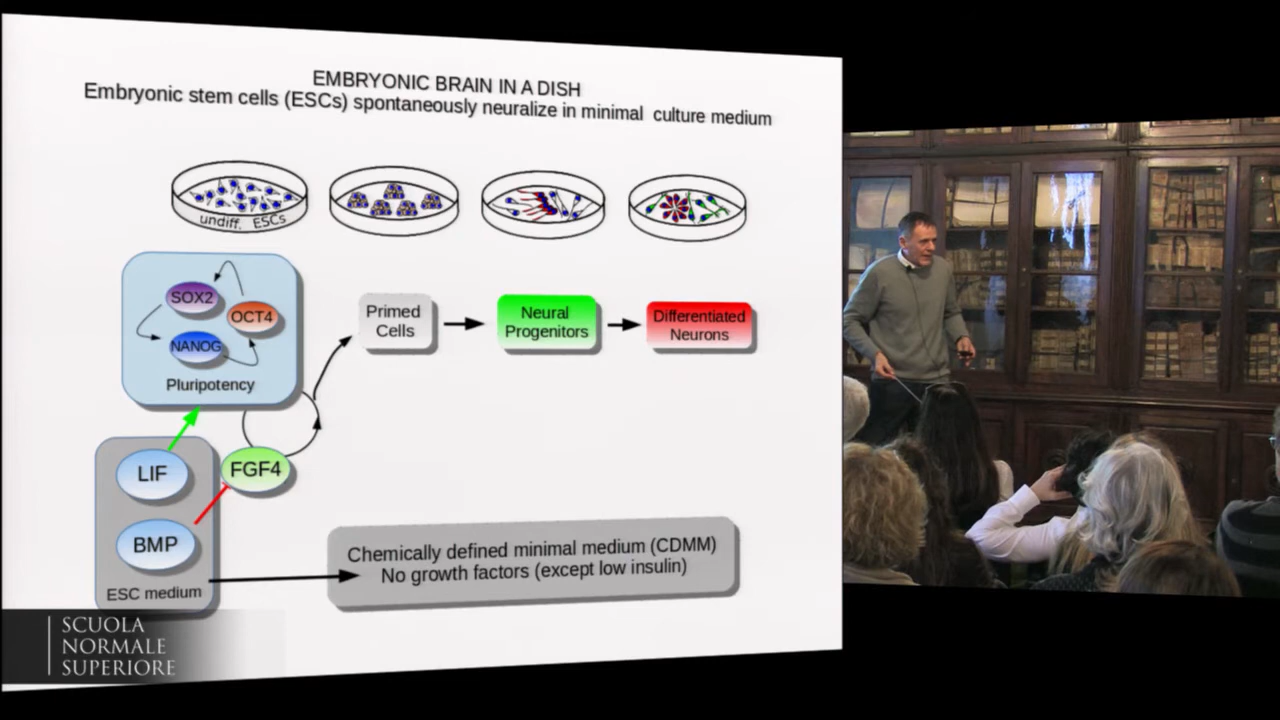 EMBRYONIC BRAIN IN A DISH
Embryonic stem cells (ESCs) spontaneously neuralize in minimal culture medium
undiff. ESCs
SOX2
OCT4
NANOG
Pluripotency
Primed
Cells
Neural
Progenitors
Differentiated
Neurons
LIF
FGF4
BMP
ESC medium
Chemically defined minimal medium (CDMM)
No growth factors (except low insulin)
SCUOLA
NORMALE
SUPERIORE